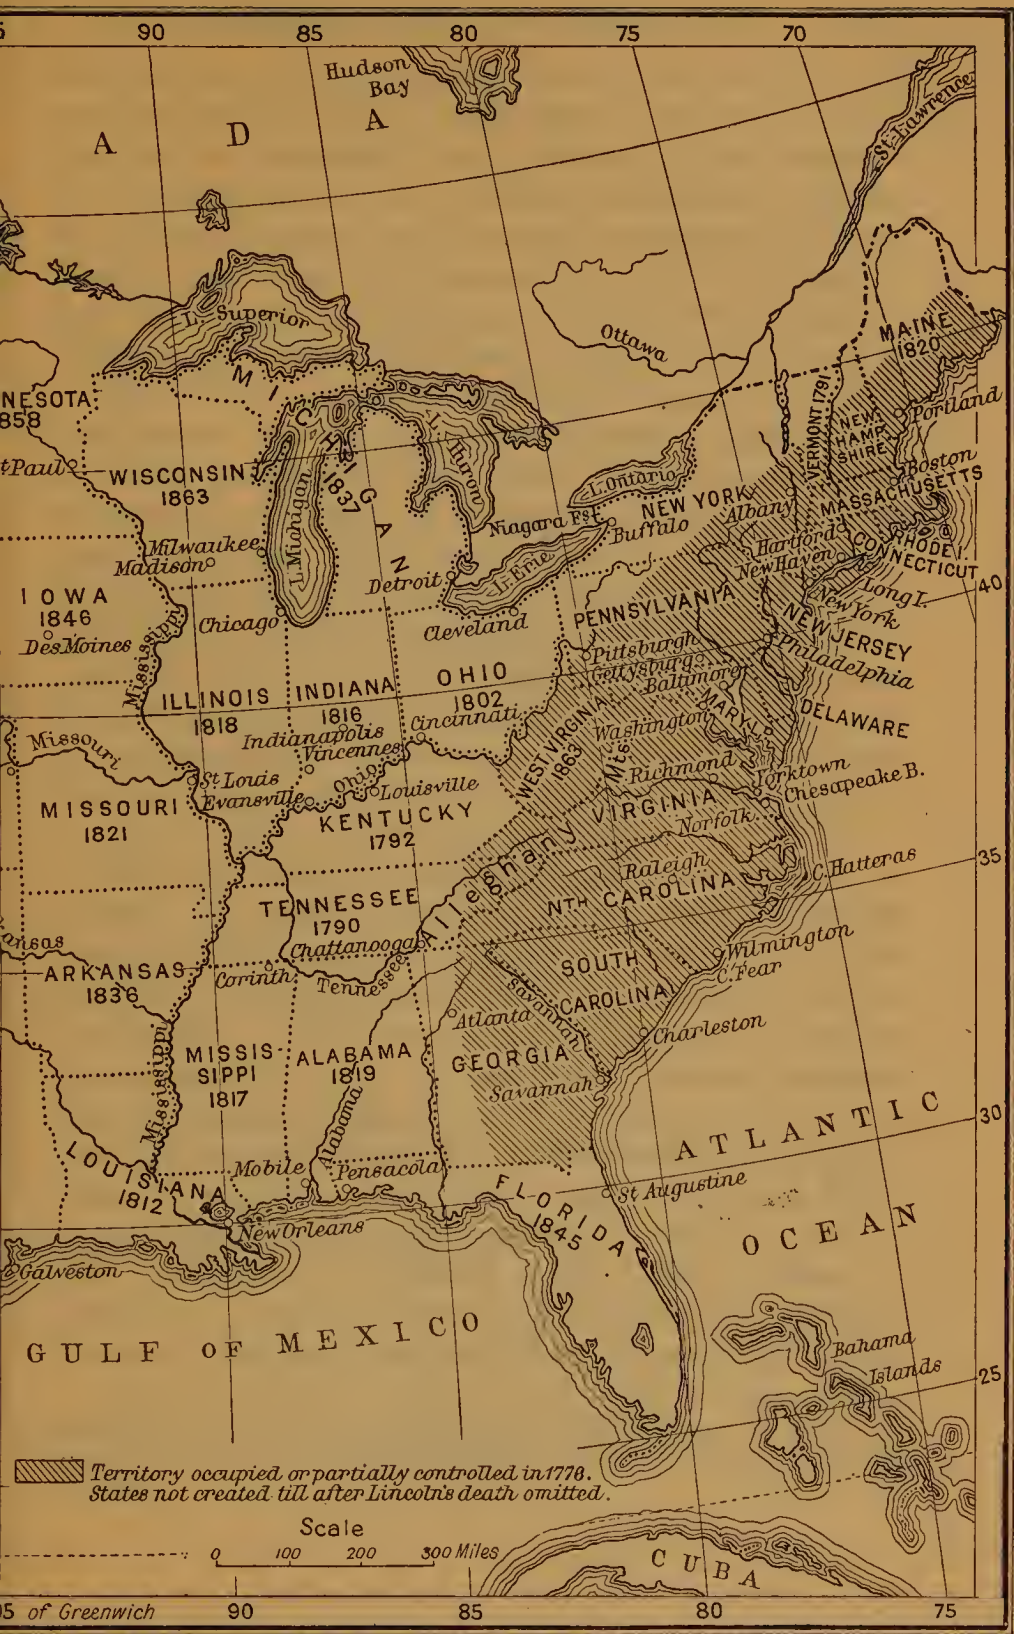 5 90 85 80 75 70
Hudson
Bay
A D A
St. Lawrence
L. Superior
Ottawa
MAINE
1820
NESOTA
858
MICHIGAN
1837
L. Huron
VERMONT 1791
NEW
HAMP
SHIRE
Portland
t Paul
WISCONSIN
1863
L. Michigan
L. Ontario
NEW YORK
Albany
Boston
MASSACHUSETTS
Niagara Fs.
Buffalo
Hartford
RHODE I.
CONNECTICUT
New Haven
Milwaukee
Madison
Detroit
L. Erie
40
Long I.
New York
IOWA
1846
Des Moines
Chicago
Cleveland
PENNSYLVANIA
NEW JERSEY
Pittsburgh
Philadelphia
Gettysburg
Baltimore
Mississippi
ILLINOIS
1818
INDIANA
1816
OHIO
1802
MARYL.
DELAWARE
Washington
Indianapolis
Cincinnati
Vincennes
WEST VIRGINIA
1863
Missouri
St. Louis
Ohio
Louisville
Evansville
Mts.
Richmond
Yorktown
Chesapeake B.
MISSOURI
1821
KENTUCKY
1792
VIRGINIA
Norfolk
Alleghany
35
C. Hatteras
Raleigh
NTH CAROLINA
TENNESSEE
1790
Chattanooga
ansas
ARKANSAS
1836
Corinth
Tennessee
SOUTH
CAROLINA
Wilmington
C. Fear
Savannah
Atlanta
Charleston
MISSIS-
SIPPI
1817
ALABAMA
1819
GEORGIA
Savannah
Mississippi
Alabama
30
ATLANTIC
OCEAN
LOUISIANA
1812
Mobile
Pensacola
FLORIDA
1845
St Augustine
New Orleans
Galveston
GULF OF MEXICO
Bahama
Islands
25
Territory occupied or partially controlled in 1778.
States not created till after Lincoln's death omitted.
Scale
0 100 200 300 Miles
CUBA
95 of Greenwich 90 85 80 75